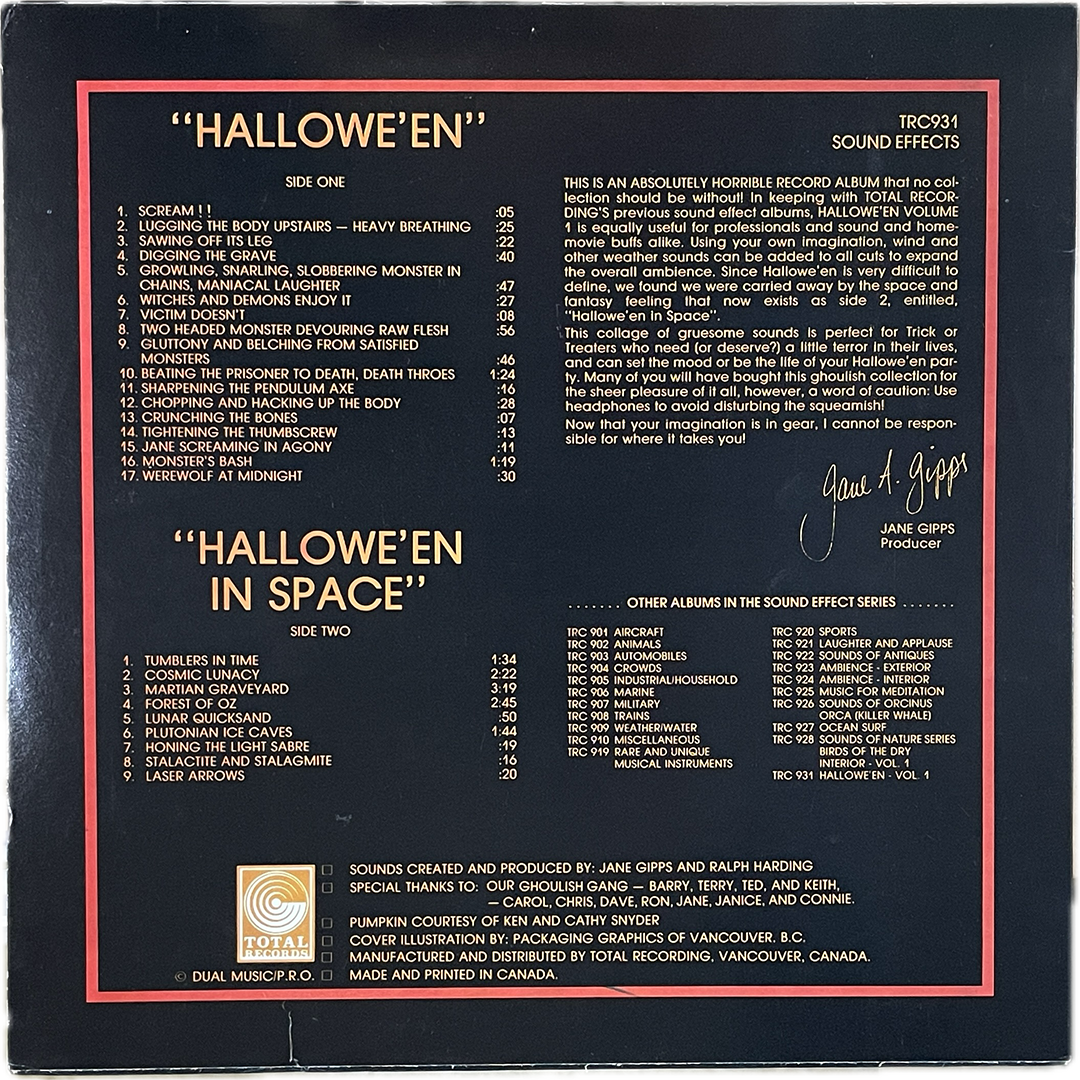 “HALLOWE’EN”
SIDE ONE
1. SCREAM ! ! :05
2. LUGGING THE BODY UPSTAIRS — HEAVY BREATHING :25
3. SAWING OFF ITS LEG :22
4. DIGGING THE GRAVE :40
5. GROWLING, SNARLING, SLOBBERING MONSTER IN
CHAINS, MANIACAL LAUGHTER :47
6. WITCHES AND DEMONS ENJOY IT :27
7. VICTIM DOESN’T :08
8. TWO HEADED MONSTER DEVOURING RAW FLESH :56
9. GLUTTONY AND BELCHING FROM SATISFIED
MONSTERS :46
10. BEATING THE PRISONER TO DEATH, DEATH THROES 1:24
11. SHARPENING THE PENDULUM AXE :16
12. CHOPPING AND HACKING UP THE BODY :28
13. CRUNCHING THE BONES :07
14. TIGHTENING THE THUMBSCREW :13
15. JANE SCREAMING IN AGONY :11
16. MONSTER’S BASH 1:19
17. WEREWOLF AT MIDNIGHT :30
“HALLOWE’EN
IN SPACE”
SIDE TWO
1. TUMBLERS IN TIME 1:34
2. COSMIC LUNACY 2:22
3. MARTIAN GRAVEYARD 3:19
4. FOREST OF OZ 2:45
5. LUNAR QUICKSAND :50
6. PLUTONIAN ICE CAVES 1:44
7. HONING THE LIGHT SABRE :19
8. STALACTITE AND STALAGMITE :16
9. LASER ARROWS :20
TRC931
SOUND EFFECTS
THIS IS AN ABSOLUTELY HORRIBLE RECORD ALBUM that no col-
lection should be without! In keeping with TOTAL RECOR-
DING’S previous sound effect albums, HALLOWE’EN VOLUME
1 is equally useful for professionals and sound and home-
movie buffs alike. Using your own imagination, wind and
other weather sounds can be added to all cuts to expand
the overall ambience. Since Hallowe’en is very difficult to
define, we found we were carried away by the space and
fantasy feeling that now exists as side 2, entitled,
“Hallowe’en in Space”.
This collage of gruesome sounds is perfect for Trick or
Treaters who need (or deserve?) a little terror in their lives,
and can set the mood or be the life of your Hallowe’en par-
ty. Many of you will have bought this ghoulish collection for
the sheer pleasure of it all, however, a word of caution: Use
headphones to avoid disturbing the squeamish!
Now that your imagination is in gear, I cannot be respon-
sible for where it takes you!
Jane A. Gipps
JANE GIPPS
Producer
. . . . . . . OTHER ALBUMS IN THE SOUND EFFECT SERIES . . . . . . .
TRC 901 AIRCRAFT
TRC 902 ANIMALS
TRC 903 AUTOMOBILES
TRC 904 CROWDS
TRC 905 INDUSTRIAL/HOUSEHOLD
TRC 906 MARINE
TRC 907 MILITARY
TRC 908 TRAINS
TRC 909 WEATHER/WATER
TRC 910 MISCELLANEOUS
TRC 919 RARE AND UNIQUE
MUSICAL INSTRUMENTS
TRC 920 SPORTS
TRC 921 LAUGHTER AND APPLAUSE
TRC 922 SOUNDS OF ANTIQUES
TRC 923 AMBIENCE - EXTERIOR
TRC 924 AMBIENCE - INTERIOR
TRC 925 MUSIC FOR MEDITATION
TRC 926 SOUNDS OF ORCINUS
ORCA (KILLER WHALE)
TRC 927 OCEAN SURF
TRC 928 SOUNDS OF NATURE SERIES
BIRDS OF THE DRY
INTERIOR - VOL. 1
TRC 931 HALLOWE'EN - VOL. 1
TOTAL
RECORDS
© DUAL MUSIC/P.R.O.
SOUNDS CREATED AND PRODUCED BY: JANE GIPPS AND RALPH HARDING
SPECIAL THANKS TO: OUR GHOULISH GANG — BARRY, TERRY, TED, AND KEITH,
— CAROL, CHRIS, DAVE, RON, JANE, JANICE, AND CONNIE.
PUMPKIN COURTESY OF KEN AND CATHY SNYDER
COVER ILLUSTRATION BY: PACKAGING GRAPHICS OF VANCOUVER. B.C.
MANUFACTURED AND DISTRIBUTED BY TOTAL RECORDING, VANCOUVER, CANADA.
MADE AND PRINTED IN CANADA.